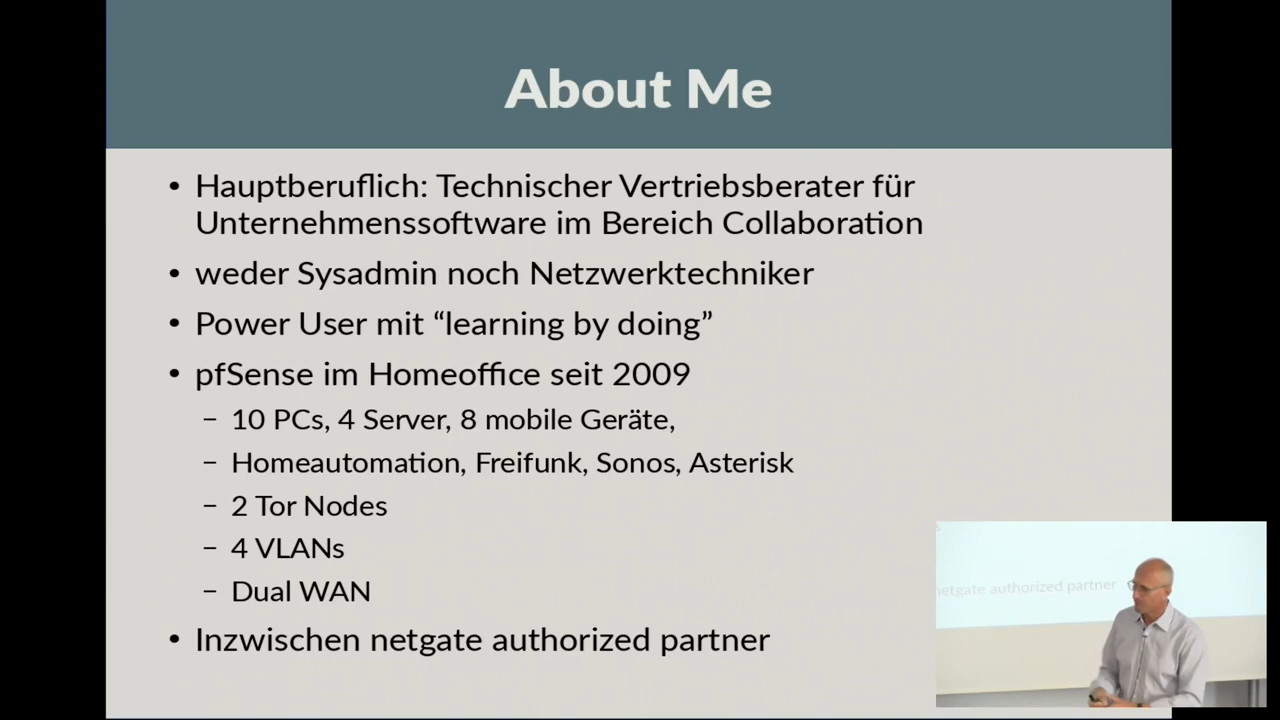 About Me
• Hauptberuflich: Technischer Vertriebsberater für
Unternehmenssoftware im Bereich Collaboration
• weder Sysadmin noch Netzwerktechniker
• Power User mit “learning by doing”
• pfSense im Homeoffice seit 2009
– 10 PCs, 4 Server, 8 mobile Geräte,
– Homeautomation, Freifunk, Sonos, Asterisk
– 2 Tor Nodes
– 4 VLANs
– Dual WAN
• Inzwischen netgate authorized partner
netgate authorized partner